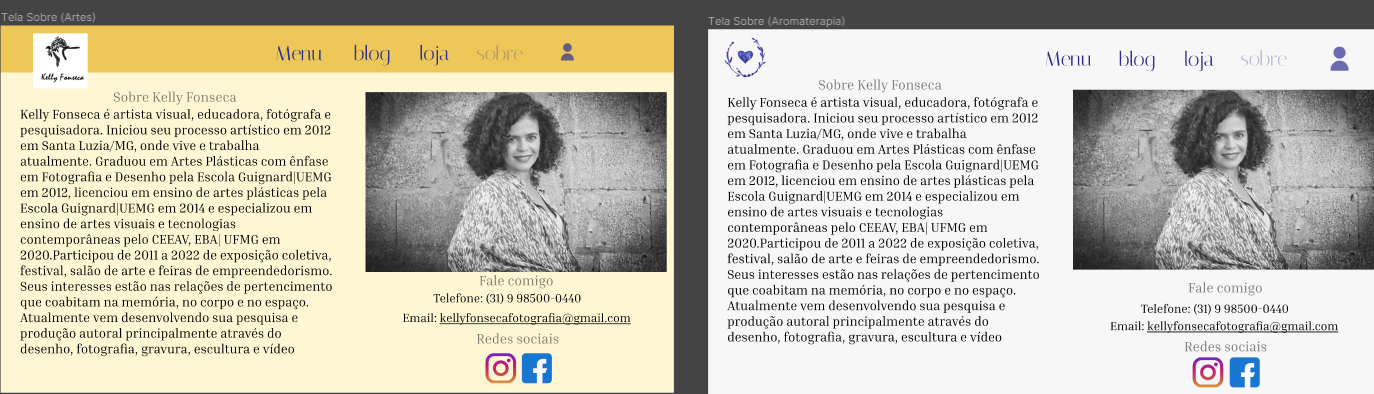 Tela Sobre (Artes)
Kelly Fonseca
Menu blog loja sobre
Sobre Kelly Fonseca
Kelly Fonseca é artista visual, educadora, fotógrafa e
pesquisadora. Iniciou seu processo artístico em 2012
em Santa Luzia/MG, onde vive e trabalha
atualmente. Graduou em Artes Plásticas com ênfase
em Fotografia e Desenho pela Escola Guignard|UEMG
em 2012, licenciou em ensino de artes plásticas pela
Escola Guignard|UEMG em 2014 e especializou em
ensino de artes visuais e tecnologias
contemporâneas pelo CEEAV, EBA| UFMG em
2020.Participou de 2011 a 2022 de exposição coletiva,
festival, salão de arte e feiras de empreendedorismo.
Seus interesses estão nas relações de pertencimento
que coabitam na memória, no corpo e no espaço.
Atualmente vem desenvolvendo sua pesquisa e
produção autoral principalmente através do
desenho, fotografia, gravura, escultura e vídeo
Fale comigo
Telefone: (31) 9 98500-0440
Email: kellyfonsecafotografia@gmail.com
Redes sociais
Tela Sobre (Aromaterapia)
Menu blog loja sobre
Sobre Kelly Fonseca
Kelly Fonseca é artista visual, educadora, fotógrafa e
pesquisadora. Iniciou seu processo artístico em 2012
em Santa Luzia/MG, onde vive e trabalha
atualmente. Graduou em Artes Plásticas com ênfase
em Fotografia e Desenho pela Escola Guignard|UEMG
em 2012, licenciou em ensino de artes plásticas pela
Escola Guignard|UEMG em 2014 e especializou em
ensino de artes visuais e tecnologias
contemporâneas pelo CEEAV, EBA| UFMG em
2020.Participou de 2011 a 2022 de exposição coletiva,
festival, salão de arte e feiras de empreendedorismo.
Seus interesses estão nas relações de pertencimento
que coabitam na memória, no corpo e no espaço.
Atualmente vem desenvolvendo sua pesquisa e
produção autoral principalmente através do
desenho, fotografia, gravura, escultura e vídeo
Fale comigo
Telefone: (31) 9 98500-0440
Email: kellyfonsecafotografia@gmail.com
Redes sociais